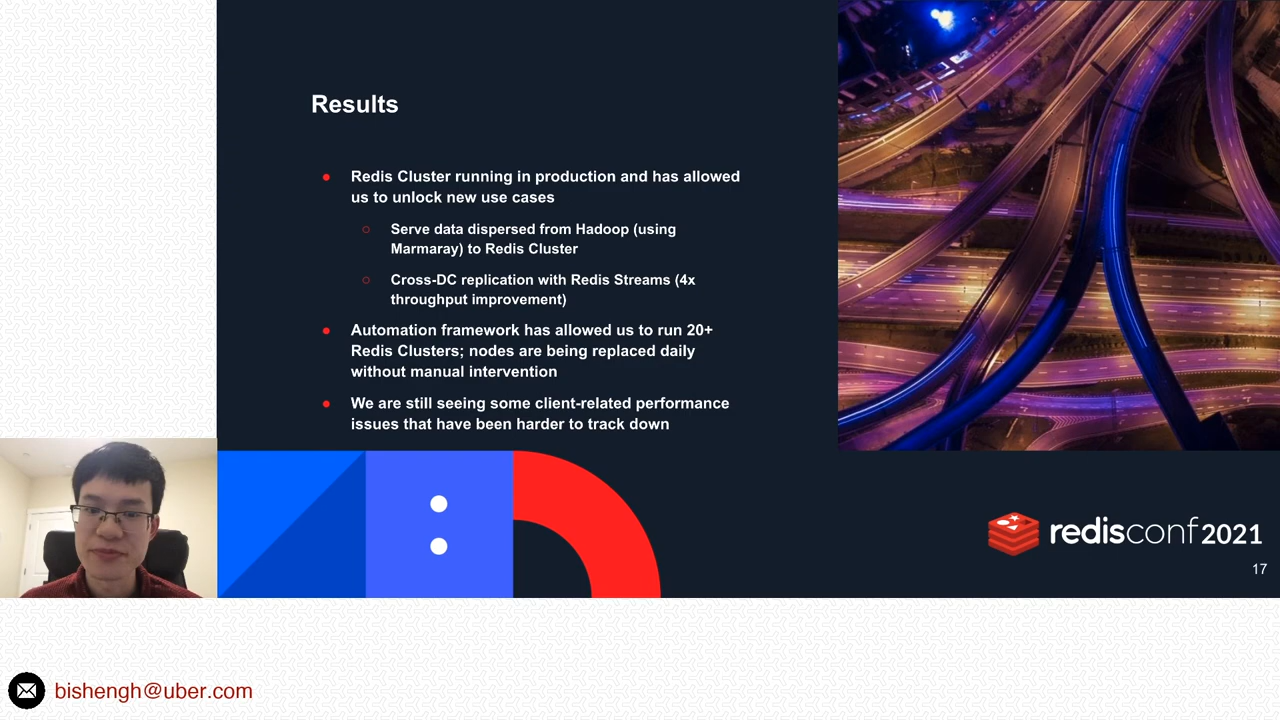 Results
Redis Cluster running in production and has allowed
us to unlock new use cases
Serve data dispersed from Hadoop (using
Marmaray) to Redis Cluster
Cross-DC replication with Redis Streams (4x
throughput improvement)
Automation framework has allowed us to run 20+
Redis Clusters; nodes are being replaced daily
without manual intervention
We are still seeing some client-related performance
issues that have been harder to track down
redisconf 2021
17
bishengh@uber.com